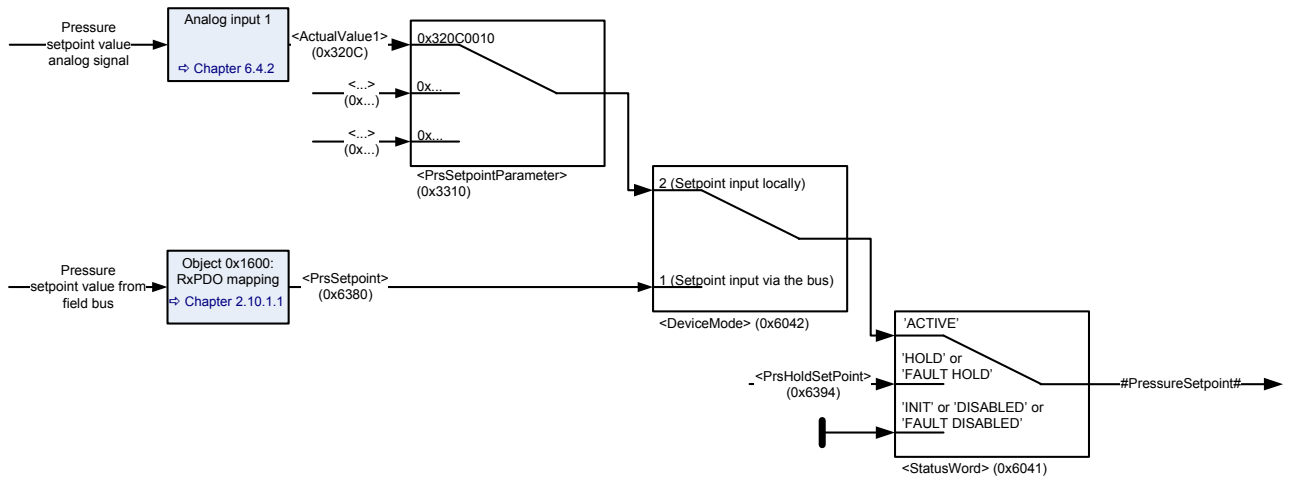 Pressure
setpoint value
analog signal
Analog input 1
⇨ Chapter 6.4.2
<ActualValue1>
(0x320C)
0x320C0010
<...>
(0x...)
0x...
<...>
(0x...)
0x...
<PrsSetpointParameter>
(0x3310)
Pressure
setpoint value from
field bus
Object 0x1600:
RxPDO mapping
⇨ Chapter 2.10.1.1
<PrsSetpoint>
(0x6380)
2 (Setpoint input locally)
1 (Setpoint input via the bus)
<DeviceMode> (0x6042)
<PrsHoldSetPoint>
(0x6394)
'ACTIVE'
'HOLD' or
'FAULT HOLD'
'INIT' or 'DISABLED' or
'FAULT DISABLED'
<StatusWord> (0x6041)
#PressureSetpoint#